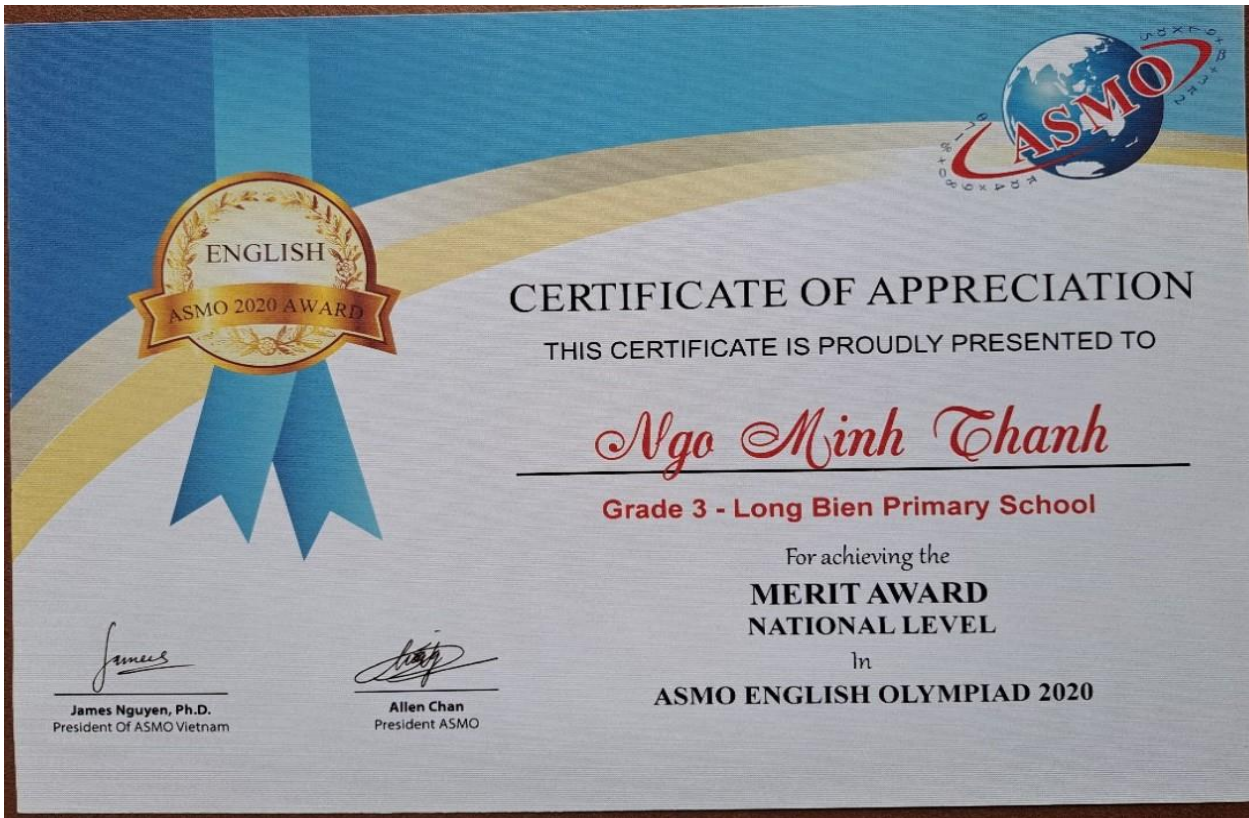 ASMO
ENGLISH
ASMO 2020 AWARD
CERTIFICATE OF APPRECIATION
THIS CERTIFICATE IS PROUDLY PRESENTED TO
Ngo Minh Thanh
Grade 3 - Long Bien Primary School
For achieving the
MERIT AWARD
NATIONAL LEVEL
In
ASMO ENGLISH OLYMPIAD 2020
James
James Nguyen, Ph.D.
President Of ASMO Vietnam
Allen Chan
President ASMO